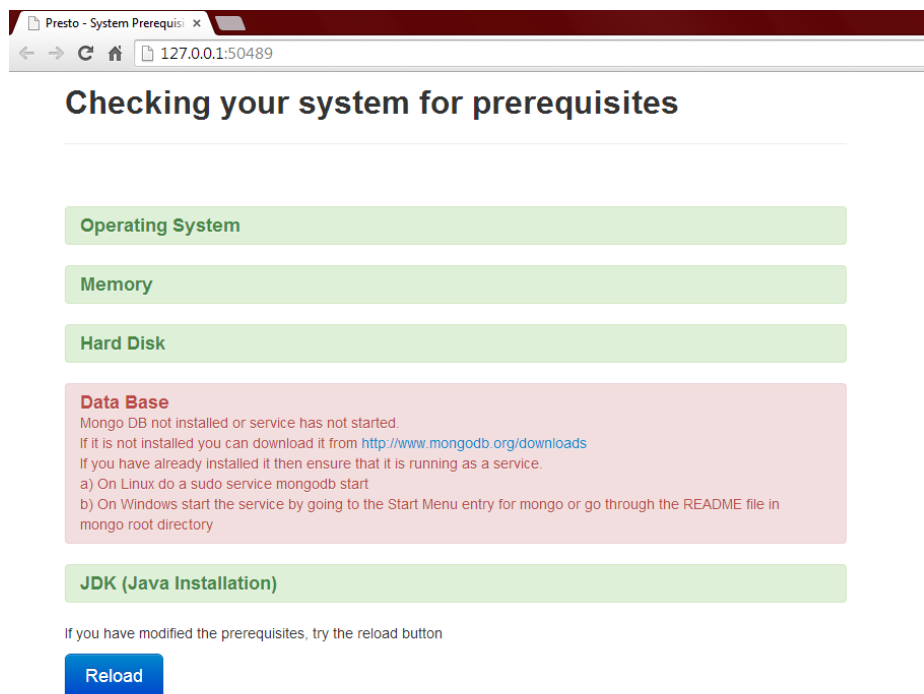 Presto - System Prerequisi
127.0.0.1:50489
Checking your system for prerequisites
Operating System
Memory
Hard Disk
Data Base
Mongo DB not installed or service has not started.
If it is not installed you can download it from http://www.mongodb.org/downloads
If you have already installed it then ensure that it is running as a service.
a) On Linux do a sudo service mongodb start
b) On Windows start the service by going to the Start Menu entry for mongo or go through the README file in
mongo root directory
JDK (Java Installation)
If you have modified the prerequisites, try the reload button
Reload